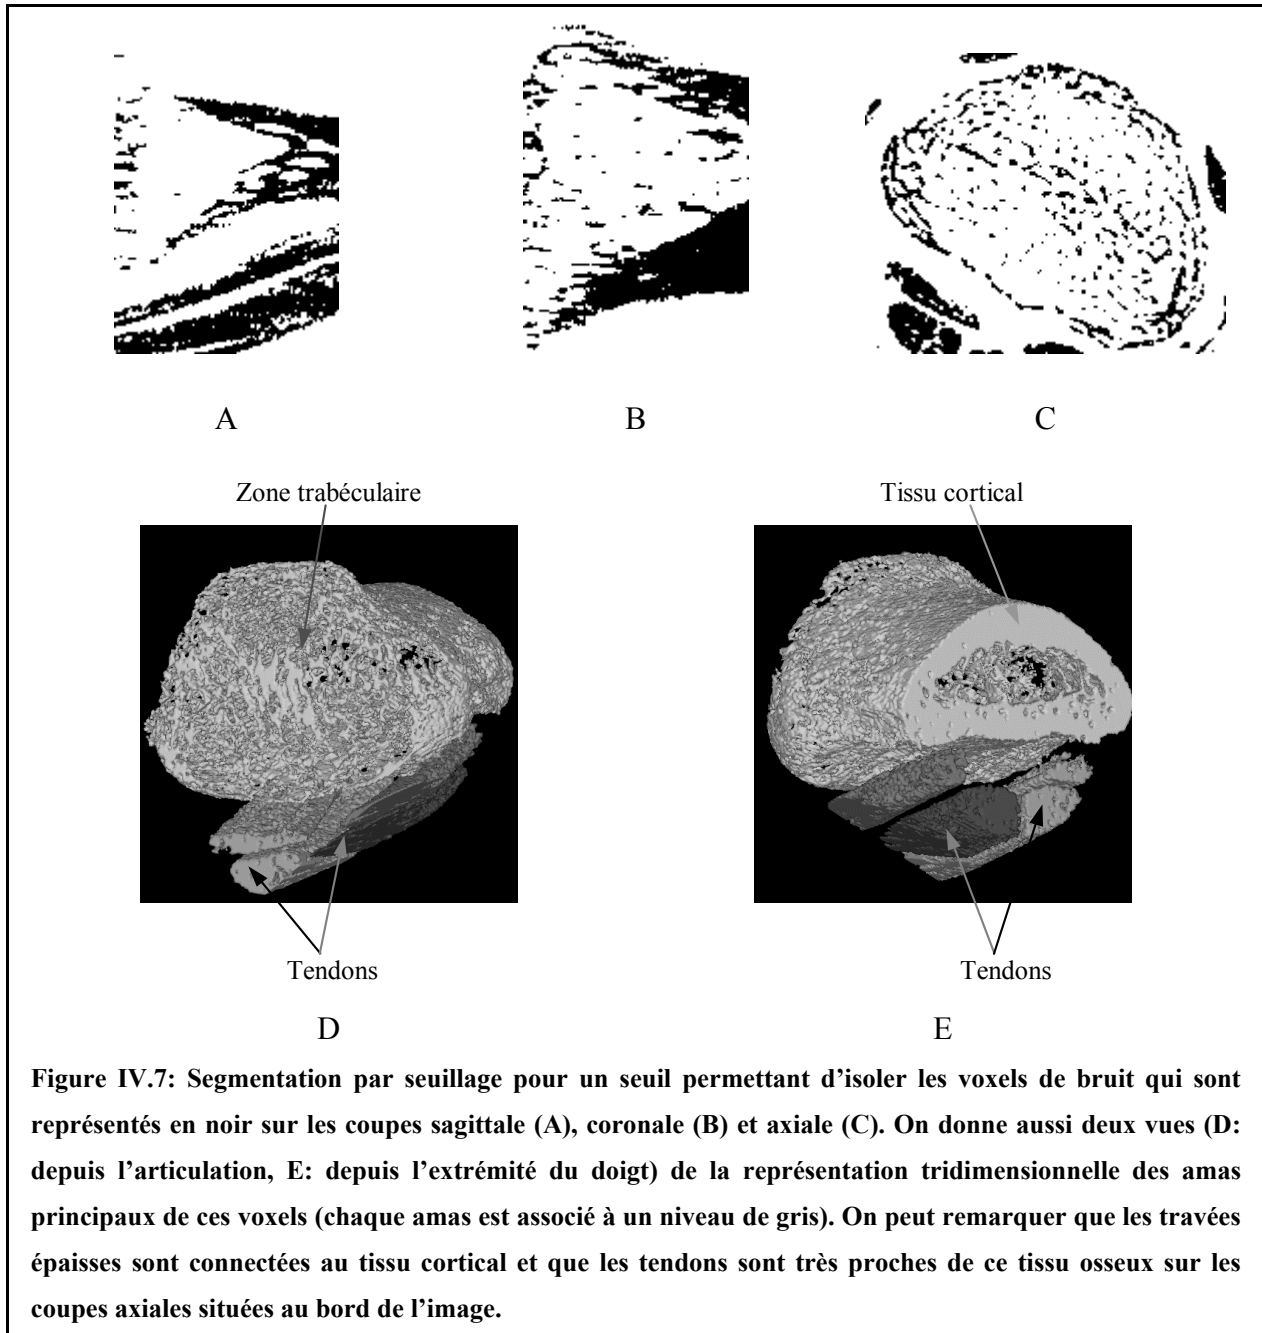 A B C
Zone trabéculaire Tissu cortical
Tendons Tendons
D E
Figure IV.7: Segmentation par seuillage pour un seuil permettant d’isoler les voxels de bruit qui sont
représentés en noir sur les coupes sagittale (A), coronale (B) et axiale (C). On donne aussi deux vues (D:
depuis l’articulation, E: depuis l’extrémité du doigt) de la représentation tridimensionnelle des amas
principaux de ces voxels (chaque amas est associé à un niveau de gris). On peut remarquer que les travées
épaisses sont connectées au tissu cortical et que les tendons sont très proches de ce tissu osseux sur les
coupes axiales situées au bord de l’image.